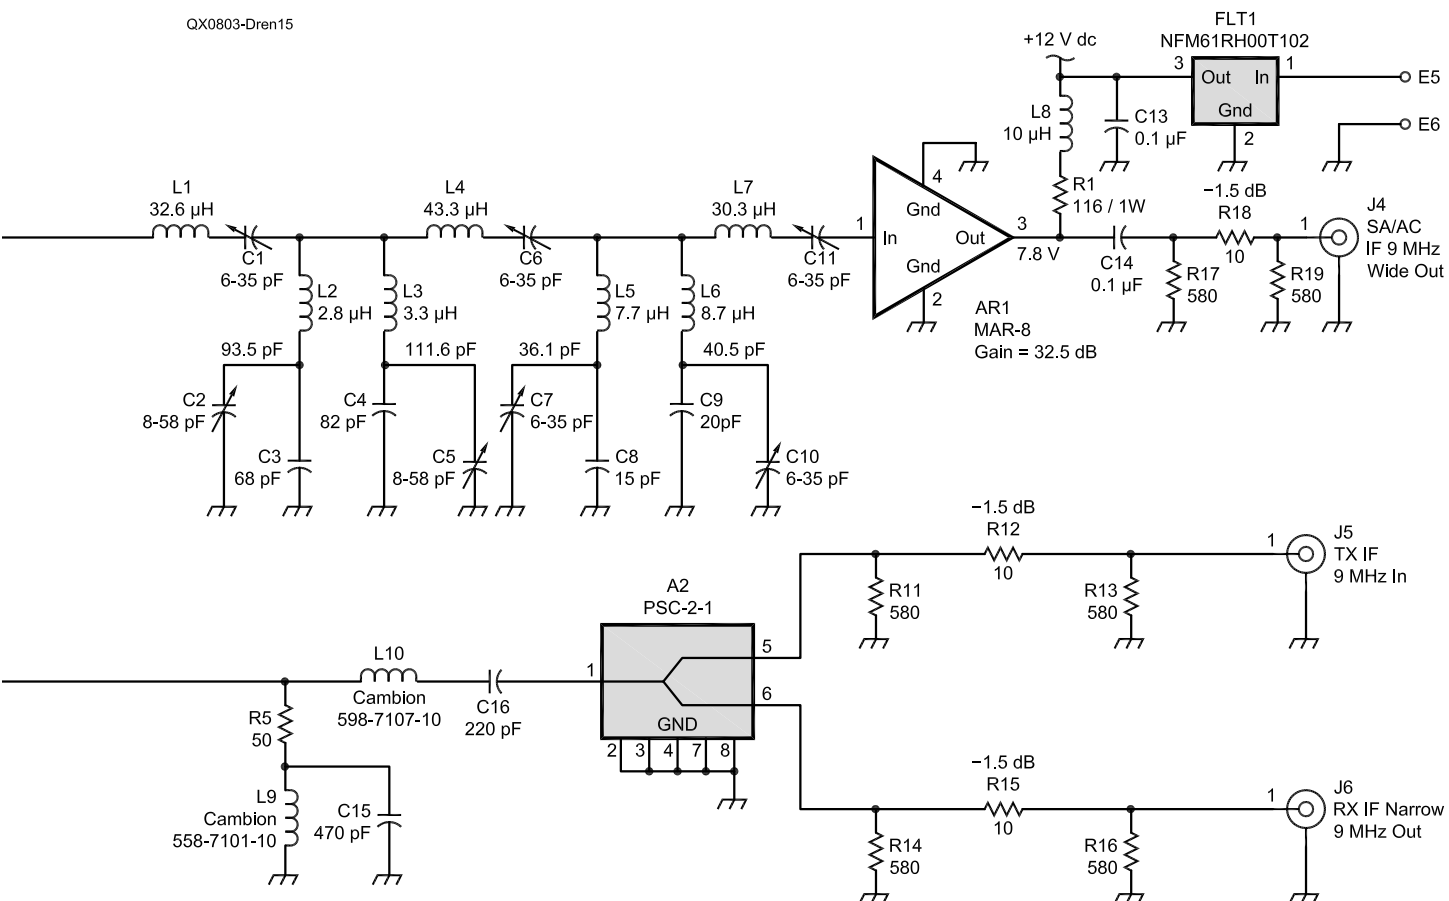 QX0803-Dren15
FLT1
NFM61RH00T102
+12 V dc
3
Out
In
1
Gnd
2
E5
E6
L8
10 µH
C13
0.1 µF
R1
116 / 1W
L1
32.6 µH
C1
6-35 pF
L4
43.3 µH
C6
6-35 pF
L7
30.3 µH
C11
6-35 pF
1
In
4
Gnd
Out
3
7.8 V
Gnd
2
AR1
MAR-8
Gain = 32.5 dB
C14
0.1 µF
−1.5 dB
R18
10
R17
580
R19
580
1
J4
SA/AC
IF 9 MHz
Wide Out
L2
2.8 µH
L3
3.3 µH
L5
7.7 µH
L6
8.7 µH
93.5 pF
111.6 pF
36.1 pF
40.5 pF
C2
8-58 pF
C4
82 pF
C7
6-35 pF
C9
20pF
C3
68 pF
C5
8-58 pF
C8
15 pF
C10
6-35 pF
−1.5 dB
R12
10
R11
580
R13
580
1
J5
TX IF
9 MHz In
A2
PSC-2-1
1
5
6
GND
2
3
4
7
8
L10
Cambion
598-7107-10
C16
220 pF
R5
50
L9
Cambion
558-7101-10
C15
470 pF
−1.5 dB
R15
10
R14
580
R16
580
1
J6
RX IF Narrow
9 MHz Out